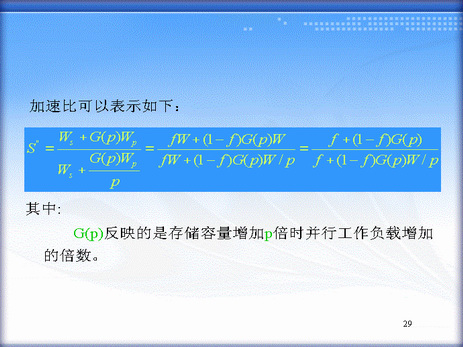 加速比可以表示如下：
S* = (W_s + G(p)W_p) / (W_s + G(p)W_p / p) = (fW + (1-f)G(p)W) / (fW + (1-f)G(p)W / p) = (f + (1-f)G(p)) / (f + (1-f)G(p)W / p)
其中:
G(p)反映的是存储容量增加p倍时并行工作负载增加
的倍数。
29